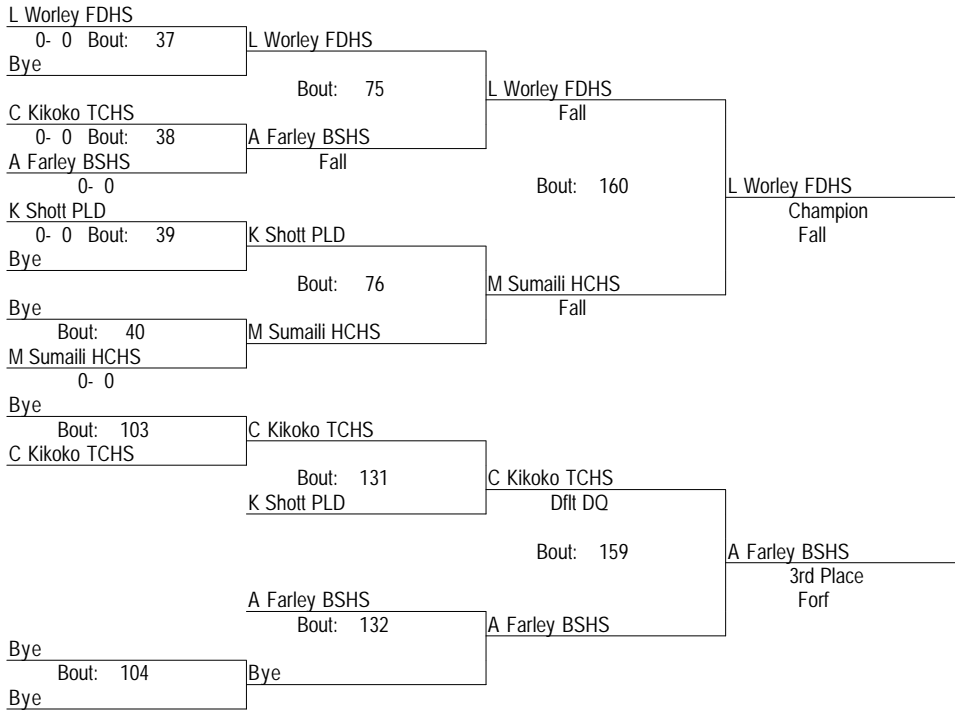 L Worley FDHS
0- 0 Bout: 37
L Worley FDHS
Bye
Bout: 75
L Worley FDHS
Fall
C Kikoko TCHS
0- 0 Bout: 38
A Farley BSHS
A Farley BSHS
Fall
0- 0
Bout: 160
L Worley FDHS
Champion
Fall
K Shott PLD
0- 0 Bout: 39
K Shott PLD
Bye
Bout: 76
M Sumaili HCHS
Fall
Bye
Bout: 40
M Sumaili HCHS
M Sumaili HCHS
0- 0
Bye
Bout: 103
C Kikoko TCHS
C Kikoko TCHS
Bout: 131
C Kikoko TCHS
Dflt DQ
K Shott PLD
Bout: 159
A Farley BSHS
3rd Place
Forf
A Farley BSHS
Bout: 132
A Farley BSHS
Bye
Bout: 104
Bye
Bye